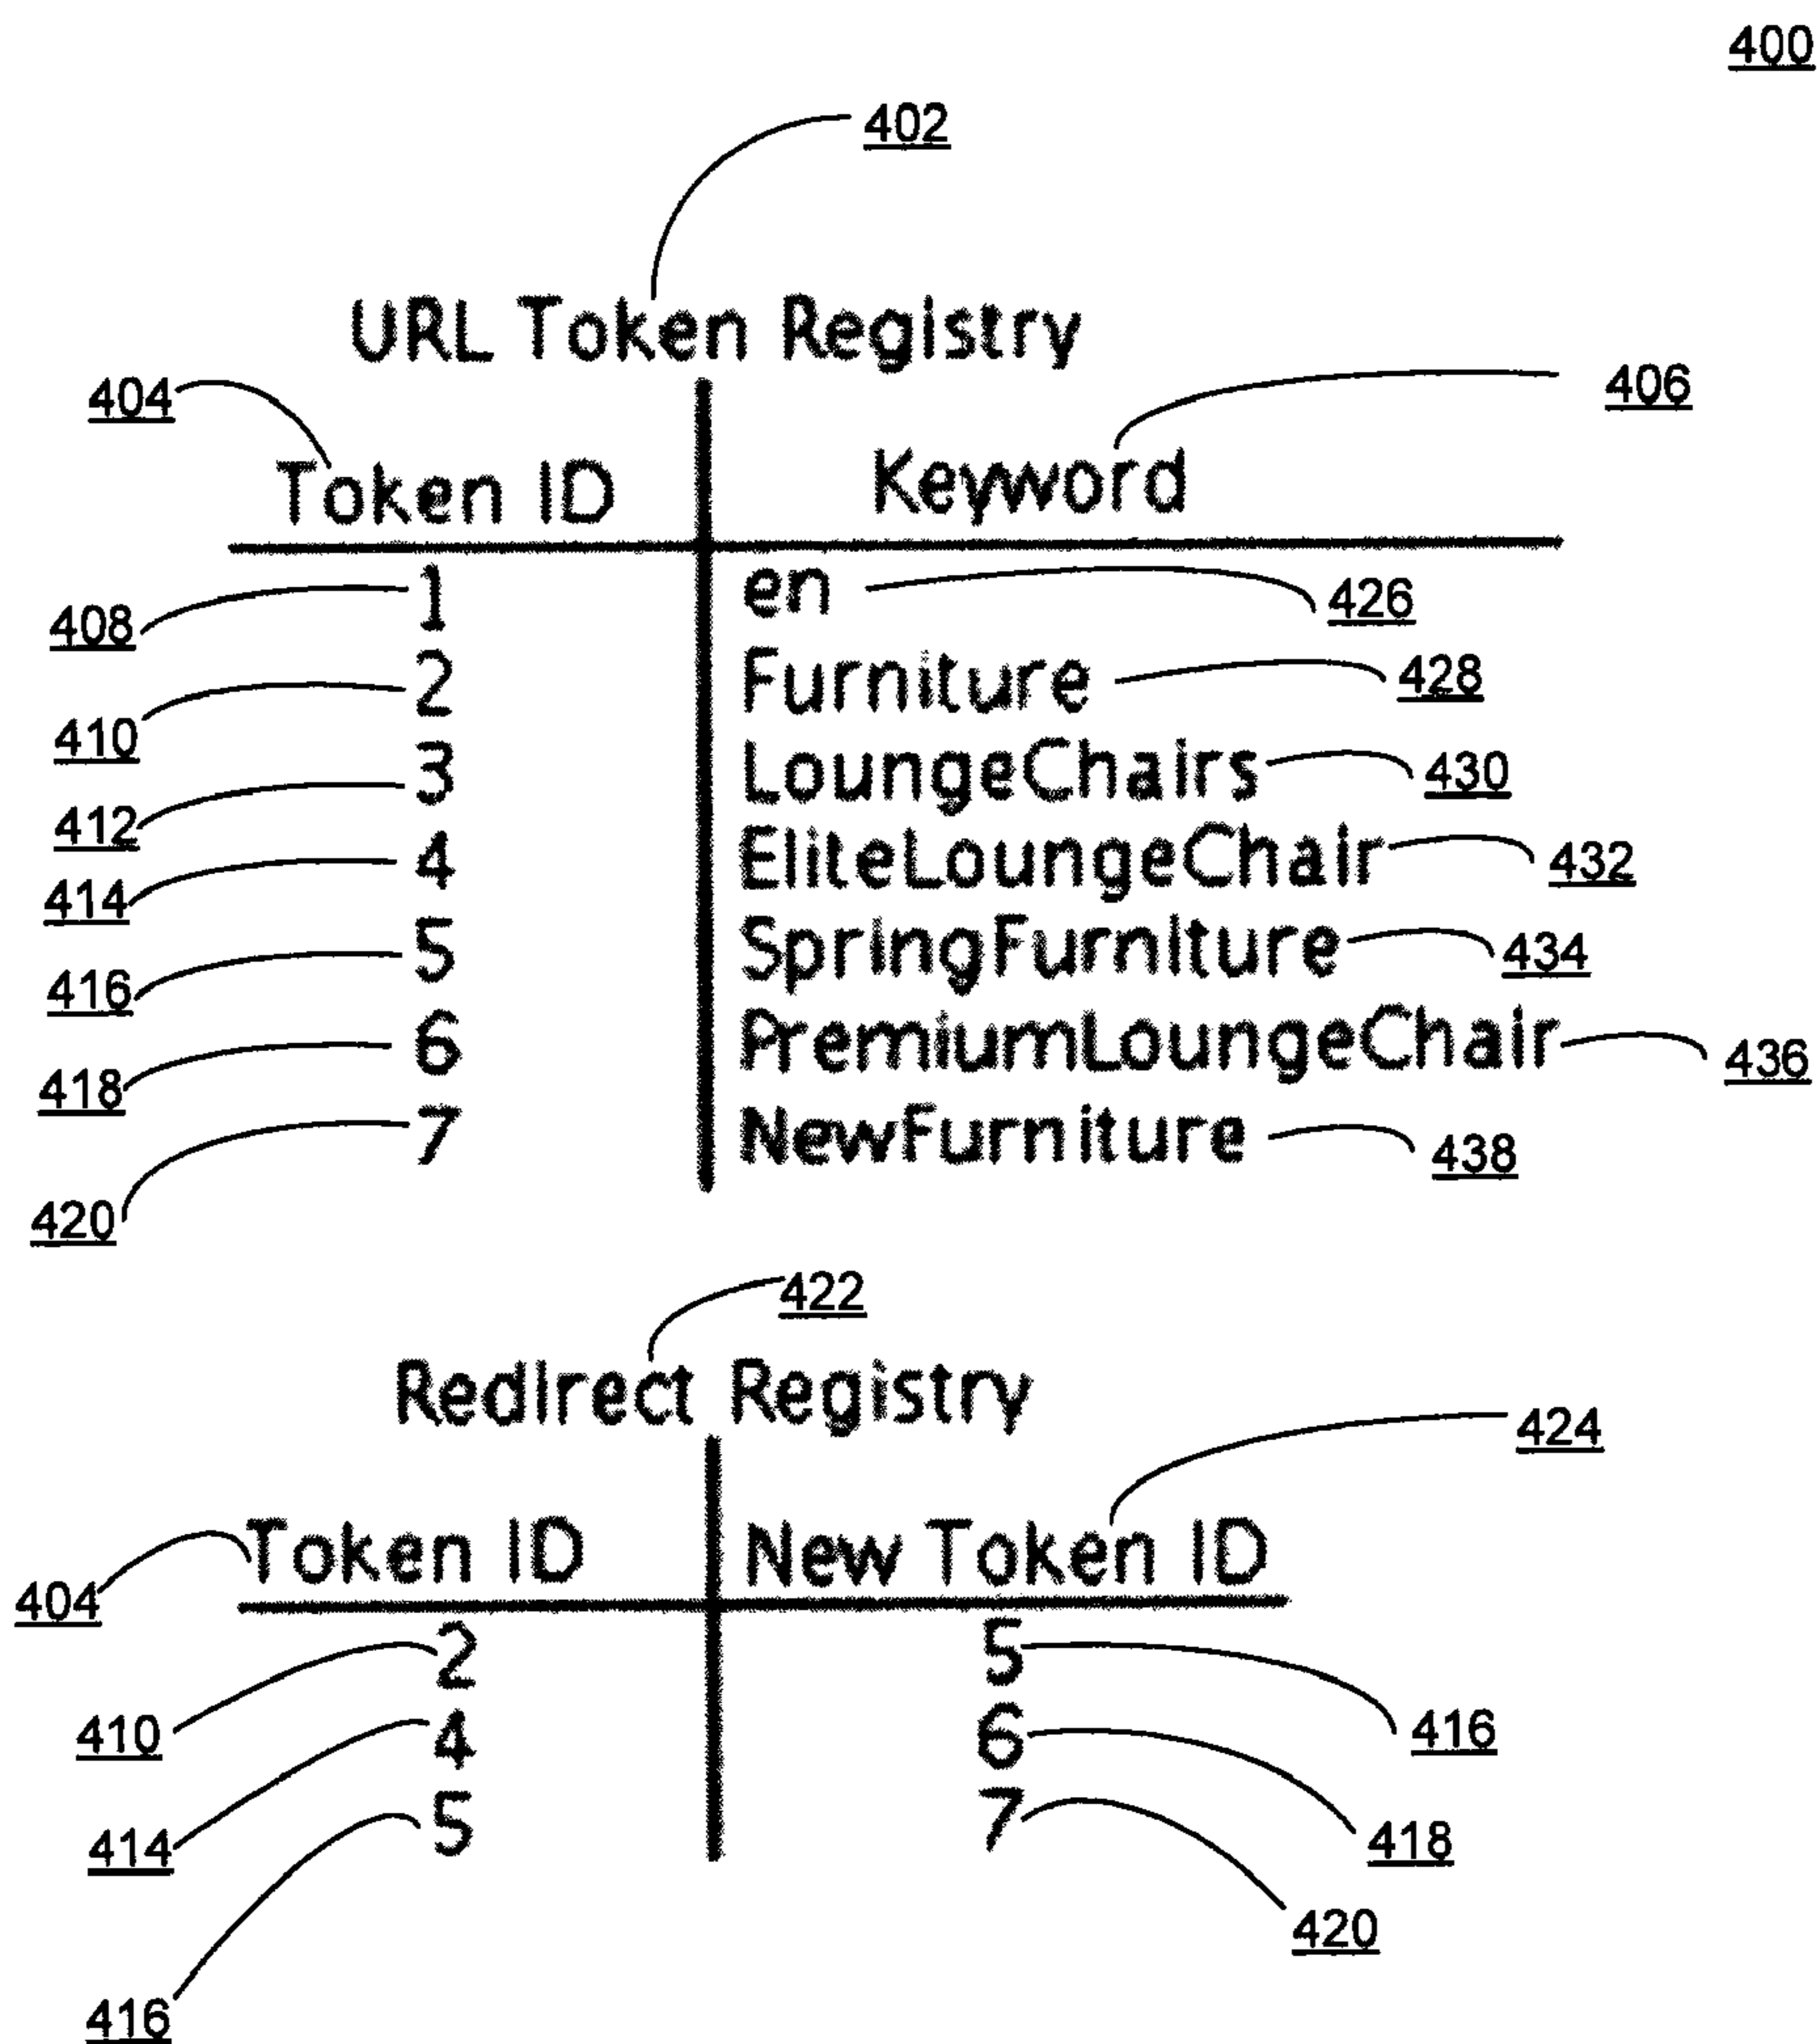 400
402
URL Token Registry
404 406
Token ID Keyword
408 1 en 426
410 2 Furniture 428
412 3 LoungeChairs 430
414 4 EliteLoungeChair 432
416 5 SpringFurniture 434
418 6 PremiumLoungeChair 436
420 7 NewFurniture 438
422
Redirect Registry
424
404 Token ID New Token ID
410 2 5 416
414 4 6 418
416 5 7 420